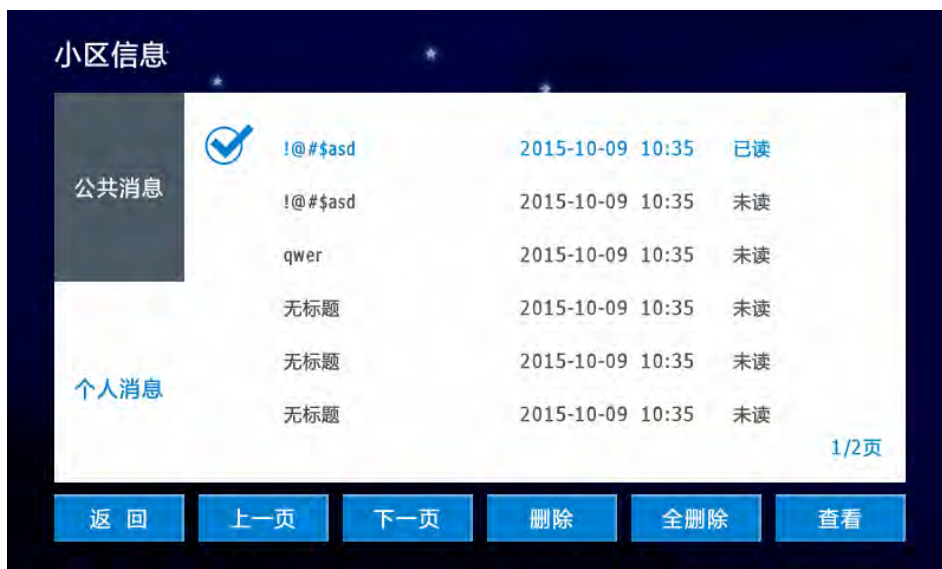 小区信息
公共消息
个人消息
!@#$asd 2015-10-09 10:35 已读
!@#$asd 2015-10-09 10:35 未读
qwer 2015-10-09 10:35 未读
无标题 2015-10-09 10:35 未读
无标题 2015-10-09 10:35 未读
无标题 2015-10-09 10:35 未读
1/2页
返 回 上一页 下一页 删除 全删除 查看